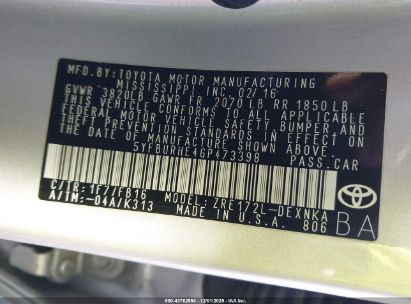 MFD.BY:TOYOTA MOTOR MANUFACTURING
MISSISSIPPI, INC. 02/16
GVWR 3820LB GAWR FR 2070 LB RR 1850 LB
THIS VEHICLE CONFORMS TO ALL APPLICABLE
FEDERAL MOTOR VEHICLE SAFETY, BUMPER AND
THEFT PREVENTION STANDARDS IN EFFECT ON
THE DATE OF MANUFACTURE SHOWN ABOVE.
5YFBURHE4GP473398 PASS.CAR
C/TR:1F7/FB16 MODEL:ZRE172L-DEXNKA
A/TM:-04A/K313 MADE IN U.S.A.
806
TOYOTA
BA